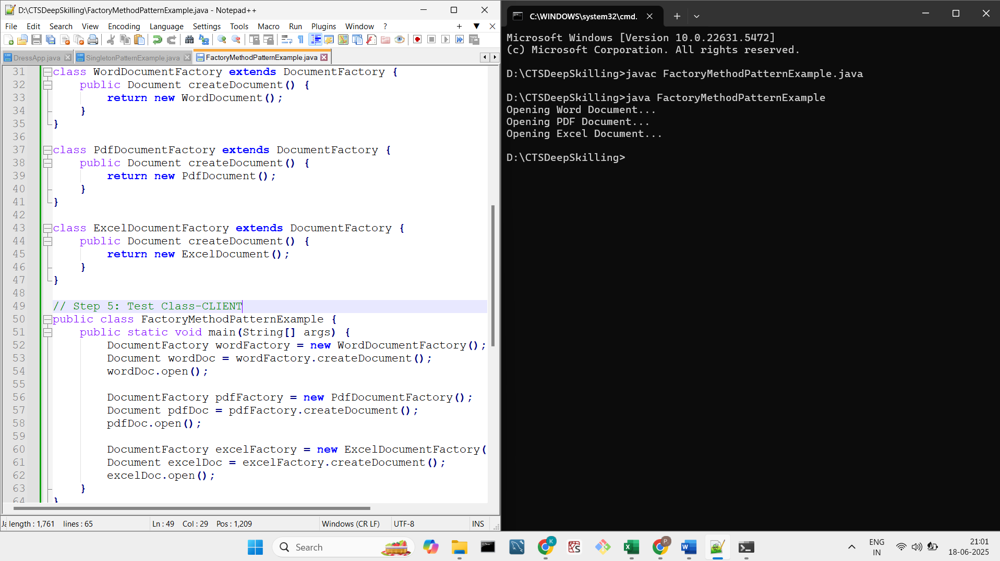 D:\CTSDeepSkilling\FactoryMethodPatternExample.java - Notepad++
File Edit Search View Encoding Language Settings Tools Macro Run Plugins Window ?
DressApp.java SingletonPatternExample.java FactoryMethodPatternExample.java
31 class WordDocumentFactory extends DocumentFactory {
32     public Document createDocument() {
33         return new WordDocument();
34     }
35 }
36
37 class PdfDocumentFactory extends DocumentFactory {
38     public Document createDocument() {
39         return new PdfDocument();
40     }
41 }
42
43 class ExcelDocumentFactory extends DocumentFactory {
44     public Document createDocument() {
45         return new ExcelDocument();
46     }
47 }
48
49 // Step 5: Test Class-CLIENT
50 public class FactoryMethodPatternExample {
51     public static void main(String[] args) {
52         DocumentFactory wordFactory = new WordDocumentFactory();
53         Document wordDoc = wordFactory.createDocument();
54         wordDoc.open();
55
56         DocumentFactory pdfFactory = new PdfDocumentFactory();
57         Document pdfDoc = pdfFactory.createDocument();
58         pdfDoc.open();
59
60         DocumentFactory excelFactory = new ExcelDocumentFactory(
61         Document excelDoc = excelFactory.createDocument();
62         excelDoc.open();
63     }
64 }
Ja length : 1,761 lines : 65 Ln : 49 Col : 29 Pos : 1,209 Windows (CR LF) UTF-8 INS
C:\WINDOWS\system32\cmd.
Microsoft Windows [Version 10.0.22631.5472]
(c) Microsoft Corporation. All rights reserved.
D:\CTSDeepSkilling>javac FactoryMethodPatternExample.java
D:\CTSDeepSkilling>java FactoryMethodPatternExample
Opening Word Document...
Opening PDF Document...
Opening Excel Document...
D:\CTSDeepSkilling>
Search
ENG
IN
21:01
18-06-2025